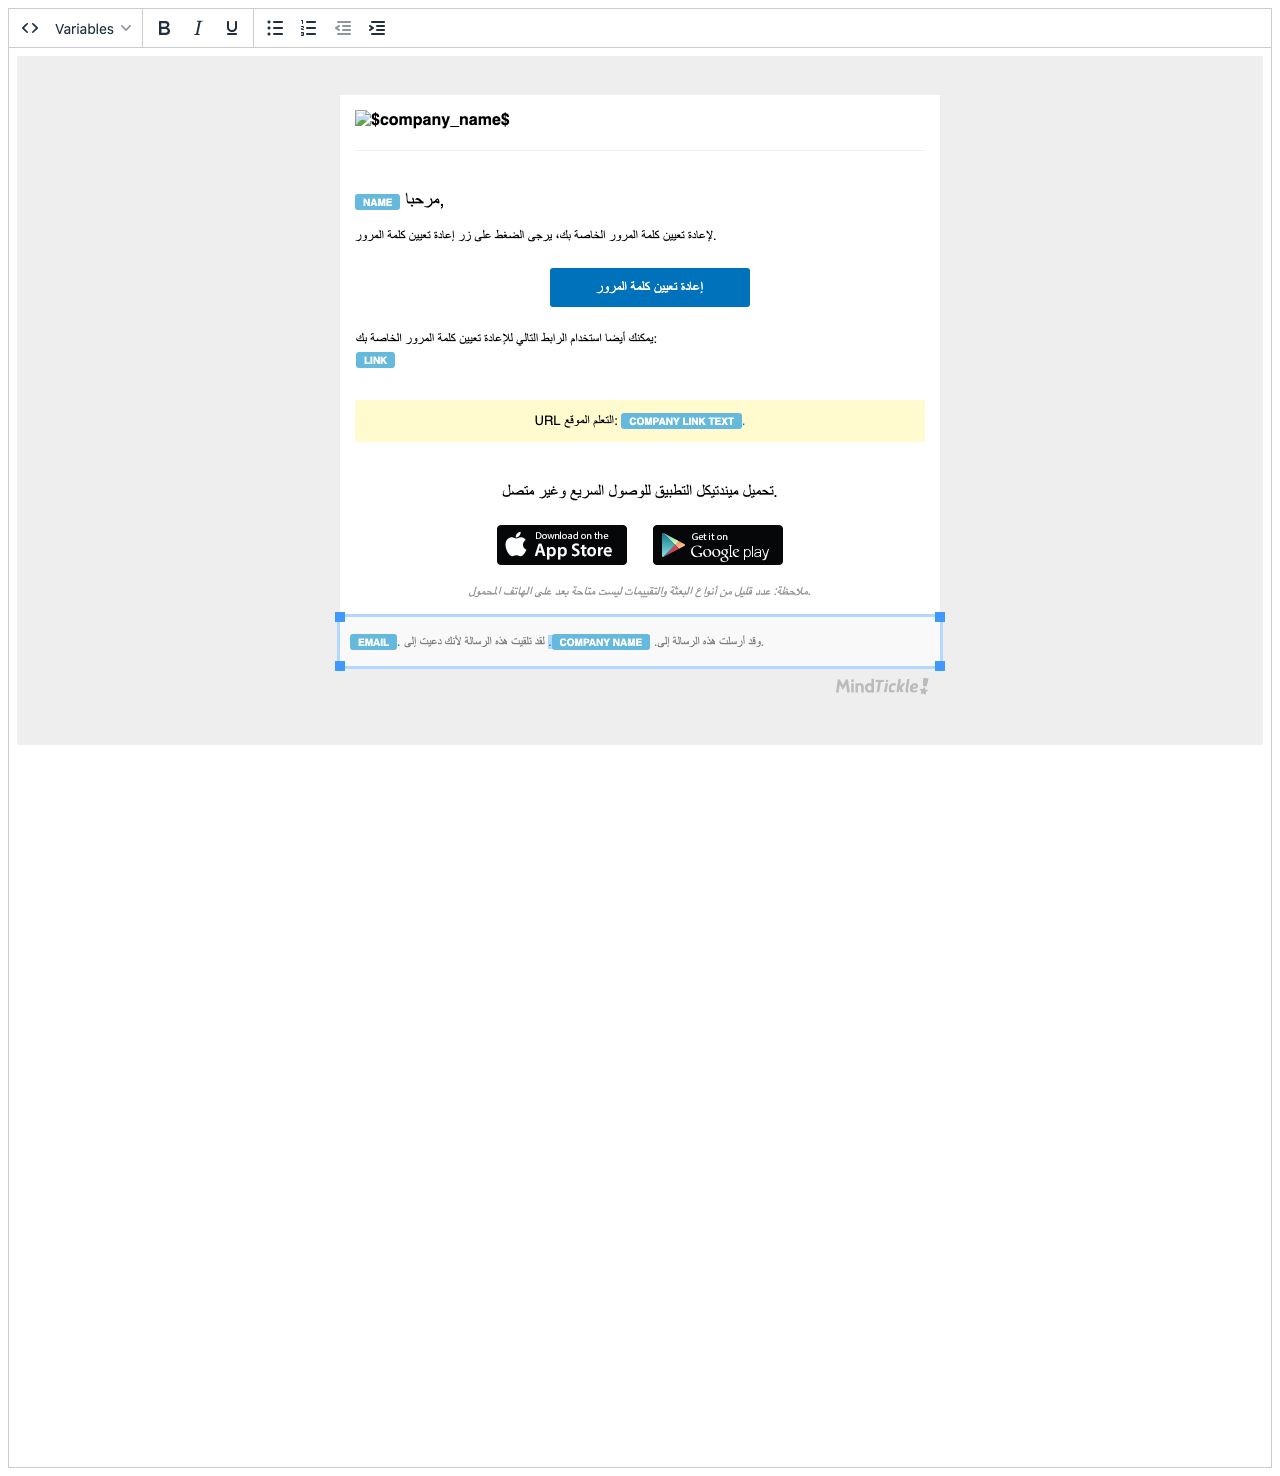 Variables B I U
$company_name$
NAME مرحبا,
لإعادة تعيين كلمة المرور الخاصة بك، يرجى الضغط على زر إعادة تعيين كلمة المرور.
إعادة تعيين كلمة المرور
يمكنك أيضا استخدام الرابط التالي للإعادة تعيين كلمة المرور الخاصة بك:
LINK
URL التعلم الموقع: COMPANY LINK TEXT.
تحميل ميندتيكل التطبيق للوصول السريع وغير متصل.
Download on the
App Store
Get it on
Google play
ملاحظة: عدد قليل من أنواع البعثة والتقييمات ليست متاحة بعد على الهاتف المحمول.
EMAIL. لقد تلقيت هذه الرسالة لأنك دعيت إلى .COMPANY NAME .وقد أرسلت هذه الرسالة إلى.
MindTickle!